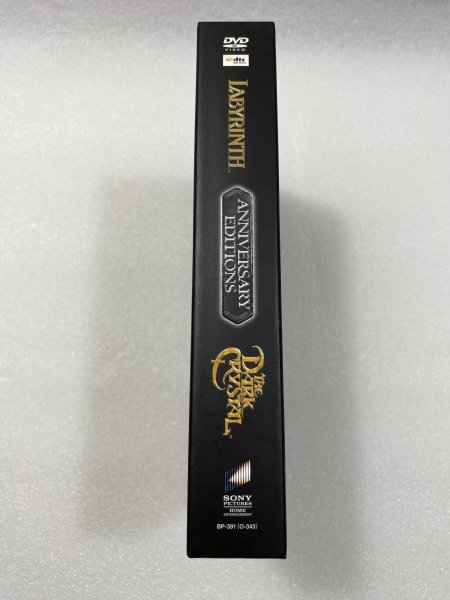 DVD
VIDEO
dts
LABYRINTH
ANNIVERSARY
EDITIONS
THE
DARK
CRYSTAL
SONY
PICTURES
HOME
ENTERTAINMENT
BP-391 (O-343)